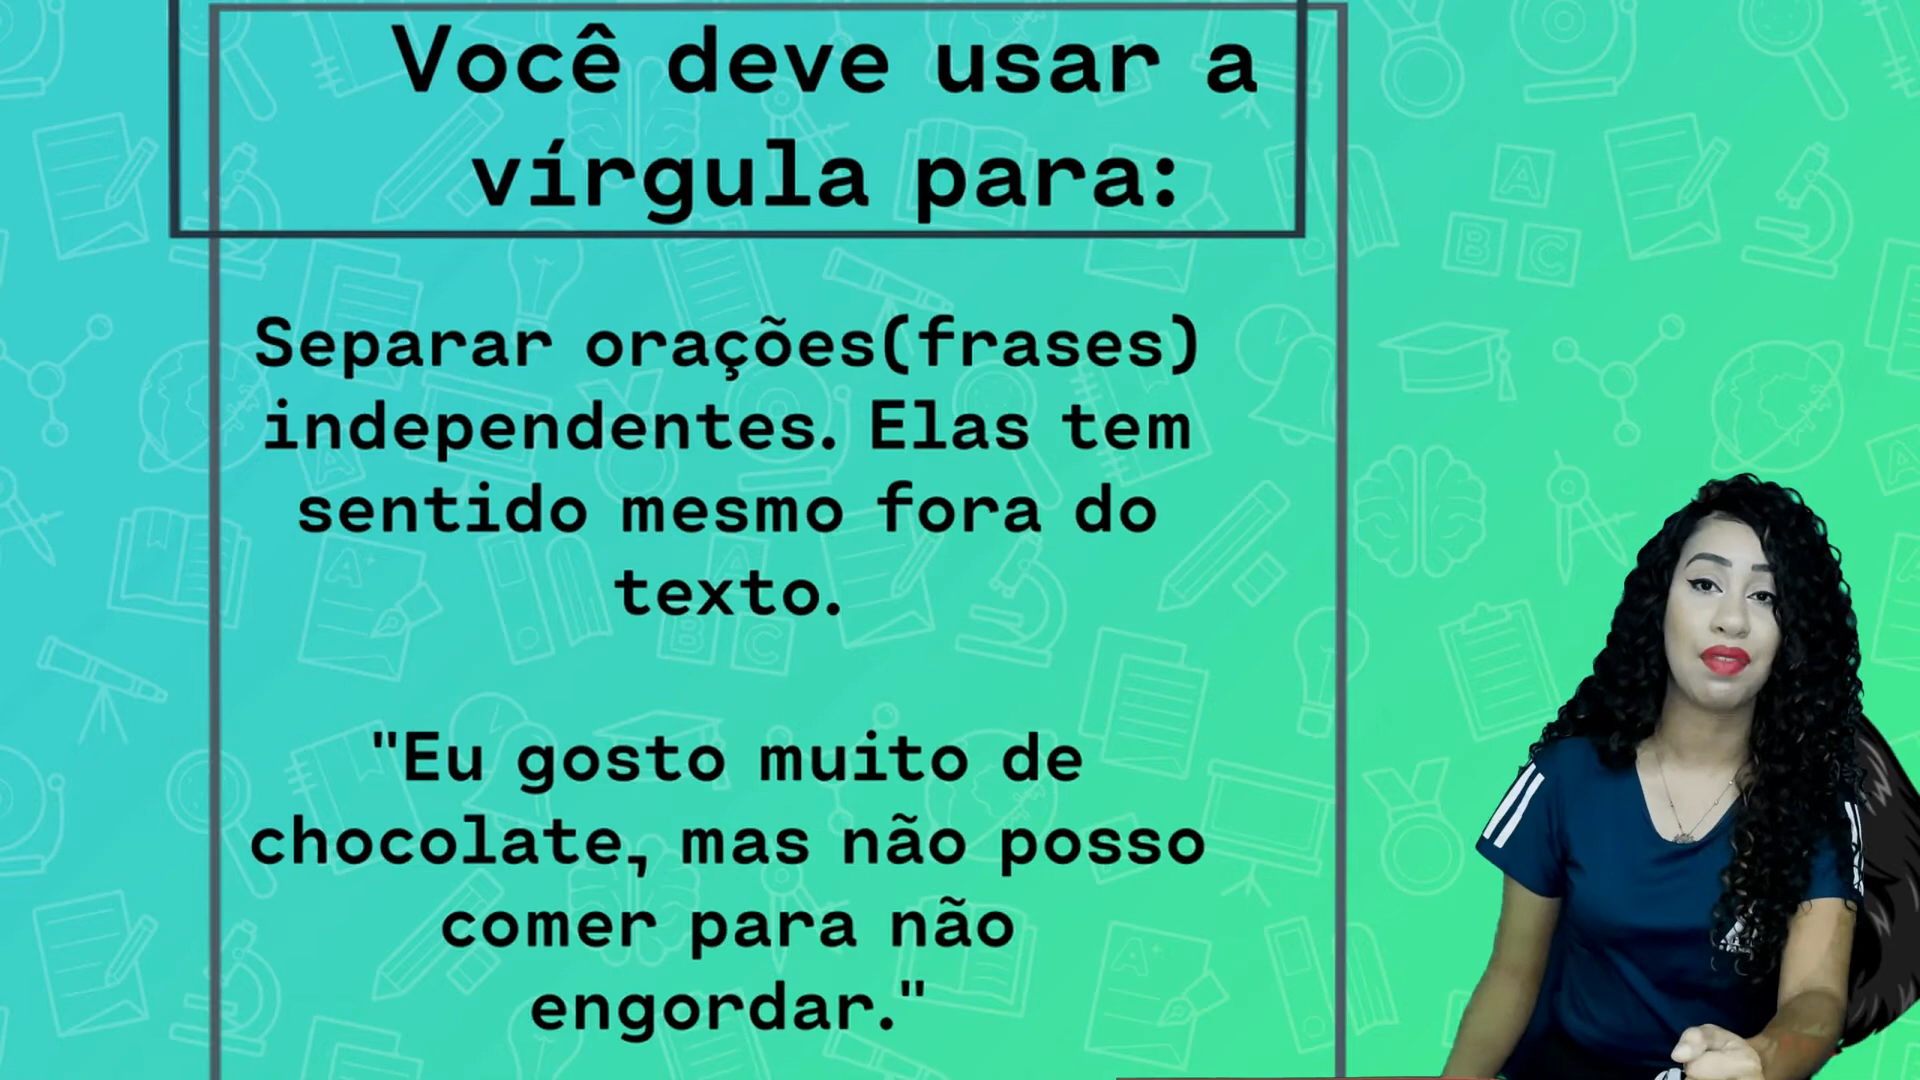 Você deve usar a
vírgula para:
Separar orações(frases)
independentes. Elas tem
sentido mesmo fora do
texto.
"Eu gosto muito de
chocolate, mas não posso
comer para não
engordar."